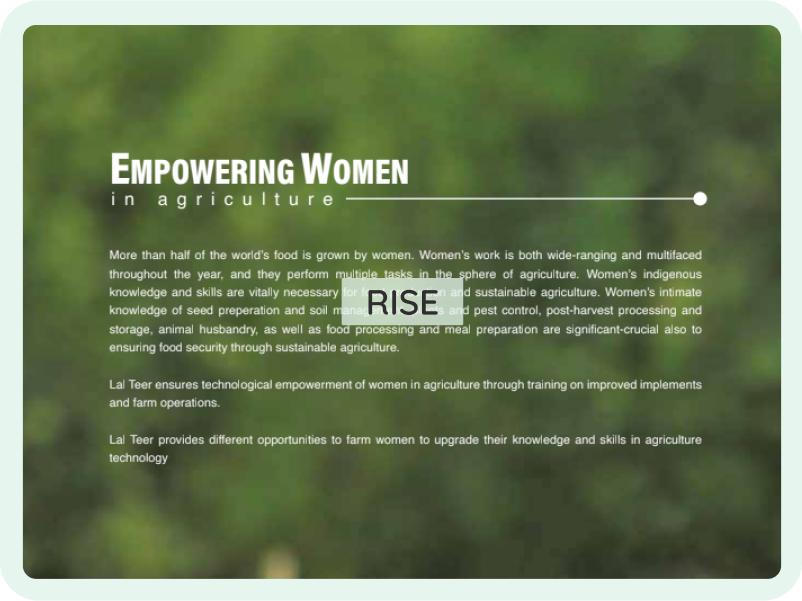 EMPOWERING WOMEN
in agriculture
More than half of the world's food is grown by women. Women's work is both wide-ranging and multifaced
throughout the year, and they perform multiple tasks in the sphere of agriculture. Women's indigenous
knowledge and skills are vitally necessary for and sustainable agriculture. Women's intimate
knowledge of seed preperation and soil and pest control, post-harvest processing and
storage, animal husbandry, as well as food processing and meal preparation are significant-crucial also to
ensuring food security through sustainable agriculture.
RISE
Lal Teer ensures technological empowerment of women in agriculture through training on improved implements
and farm operations.
Lal Teer provides different opportunities to farm women to upgrade their knowledge and skills in agriculture
technology